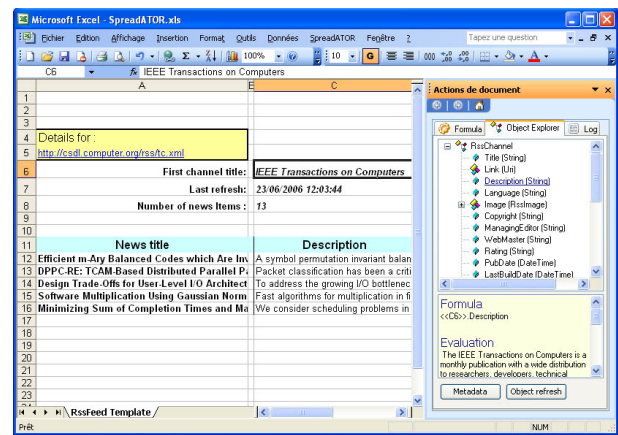 Microsoft Excel - SpreadATOR.xls
Fichier Edition Affichage Insertion Format Outils Données SpreadATOR Fenêtre ? Tapez une question
100% 10 G 000
C6 fx IEEE Transactions on Computers
A C
Actions de document
1
2
3
4 Details for :
5 http://csdl.computer.org/rss/tc.xml
6 First channel title: IEEE Transactions on Computers
7 Last refresh: 23/06/2006 12:03:44
8 Number of news Items : 13
9
10
11 News title Description
12 Efficient m-Ary Balanced Codes which Are Inv A symbol permutation invariant balan
13 DPPC-RE: TCAM-Based Distributed Parallel Pa Packet classification has been a criti
14 Design Trade-Offs for User-Level I/O Architect To address the growing I/O bottlenec
15 Software Multiplication Using Gaussian Norm Fast algorithms for multiplication in fi
16 Minimizing Sum of Completion Times and Ma We consider scheduling problems in
17
18
19
20
21
22
23
RssFeed Template
Prêt NUM
Formula Object Explorer Log
RssChannel
Title (String)
Link (Uri)
Description (String)
Language (String)
Image (RssImage)
Copyright (String)
ManagingEditor (String)
WebMaster (String)
Rating (String)
PubDate (DateTime)
LastBuildDate (DateTime)
Formula
<<C6>>.Description
Evaluation
The IEEE Transactions on Computers is a
monthly publication with a wide distribution
to researchers, developers, technical
Metadata Object refresh